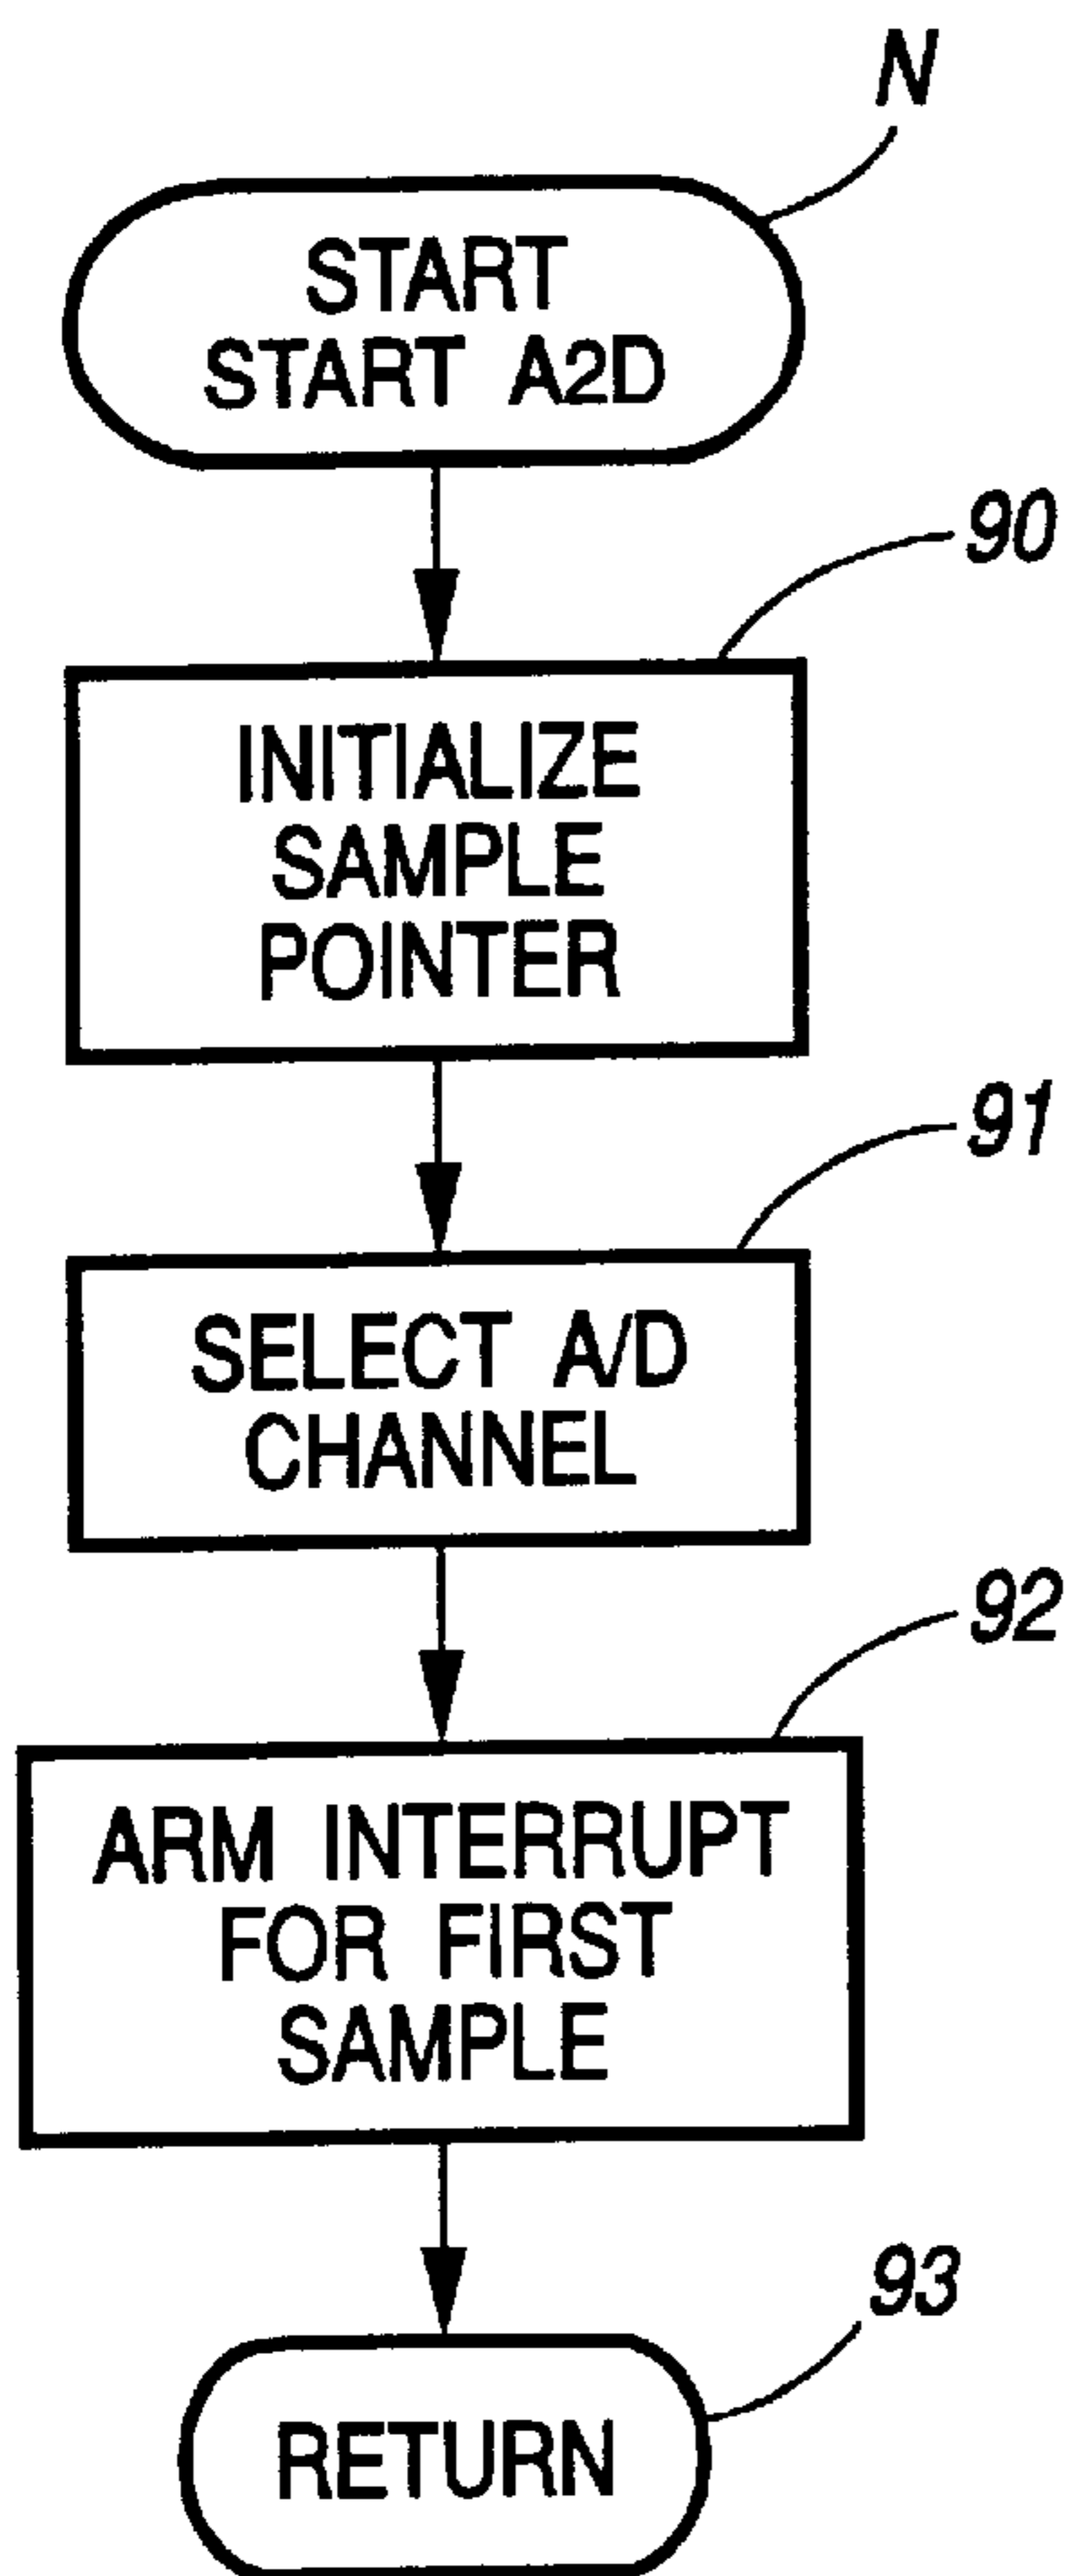 N
START
START A2D
90
INITIALIZE
SAMPLE
POINTER
91
SELECT A/D
CHANNEL
92
ARM INTERRUPT
FOR FIRST
SAMPLE
93
RETURN